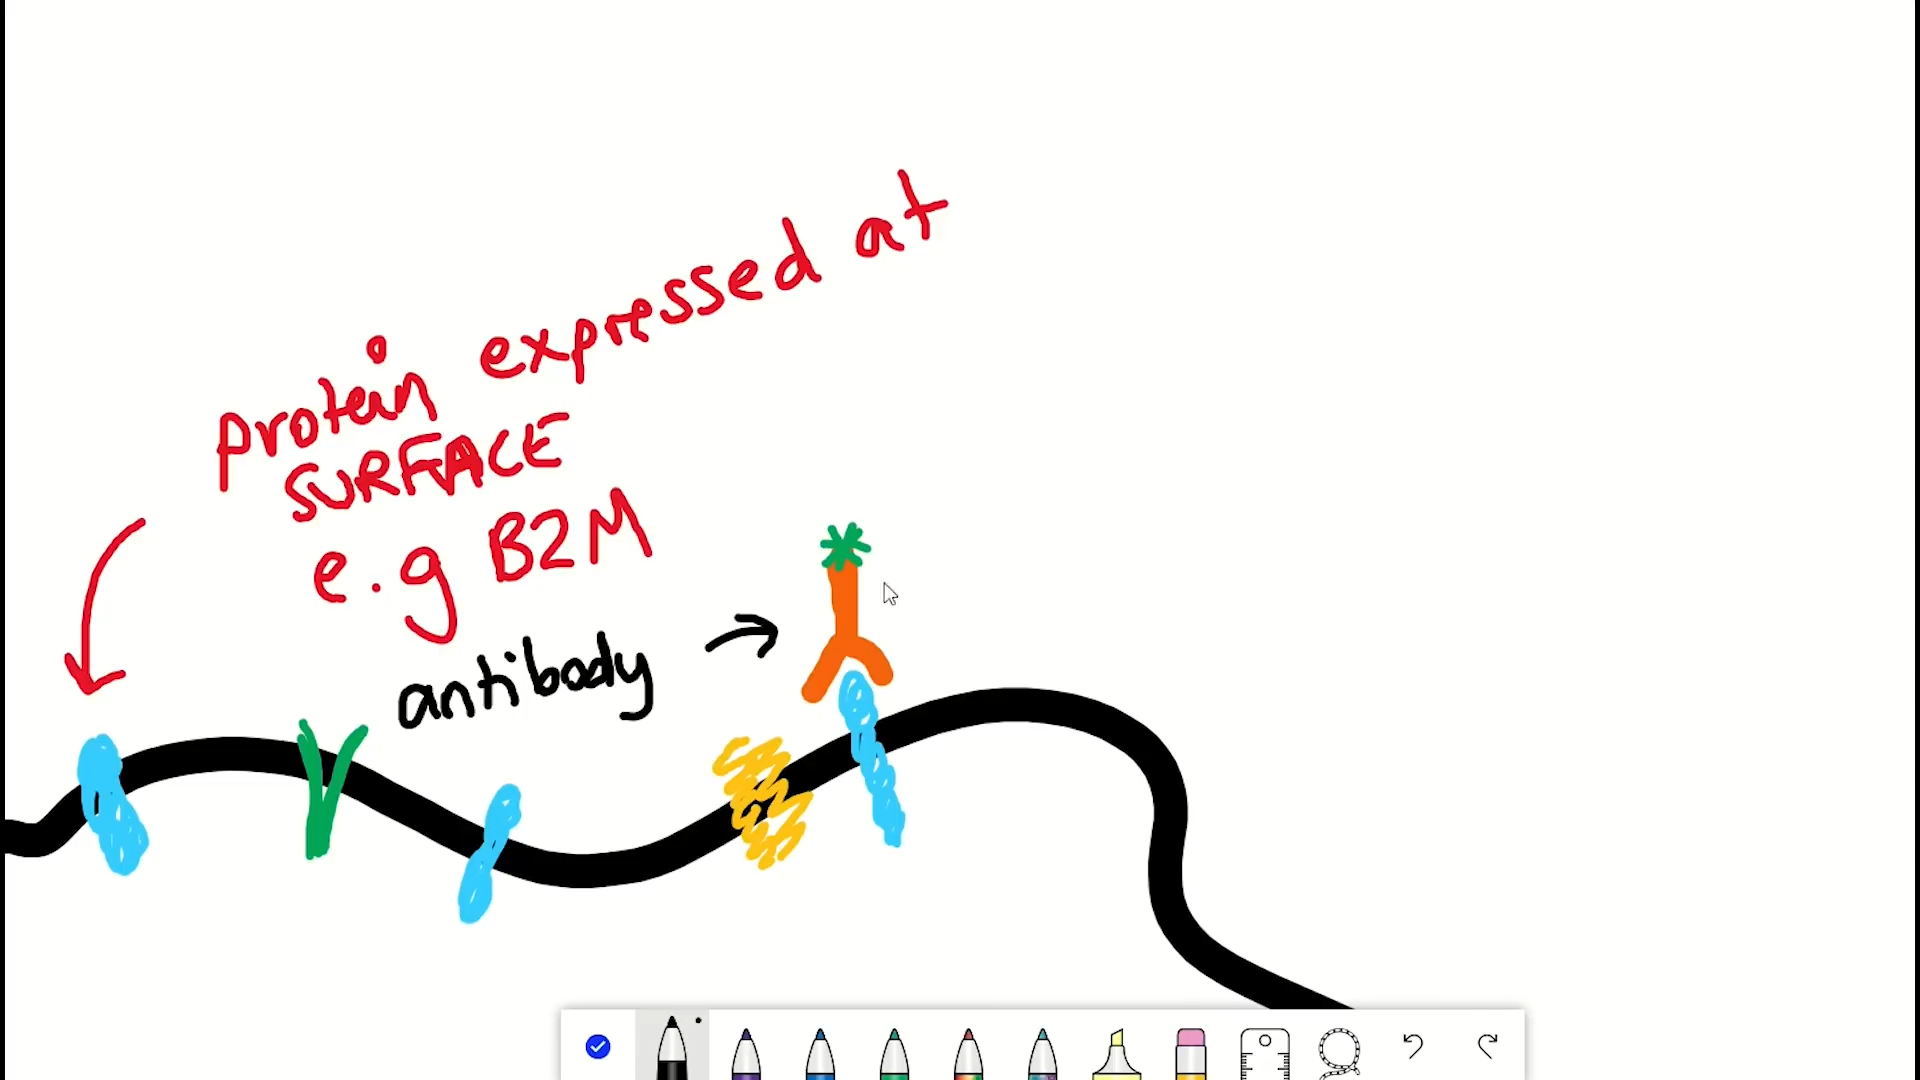 protein expressed at
SURFACE
e.g B2M
antibody